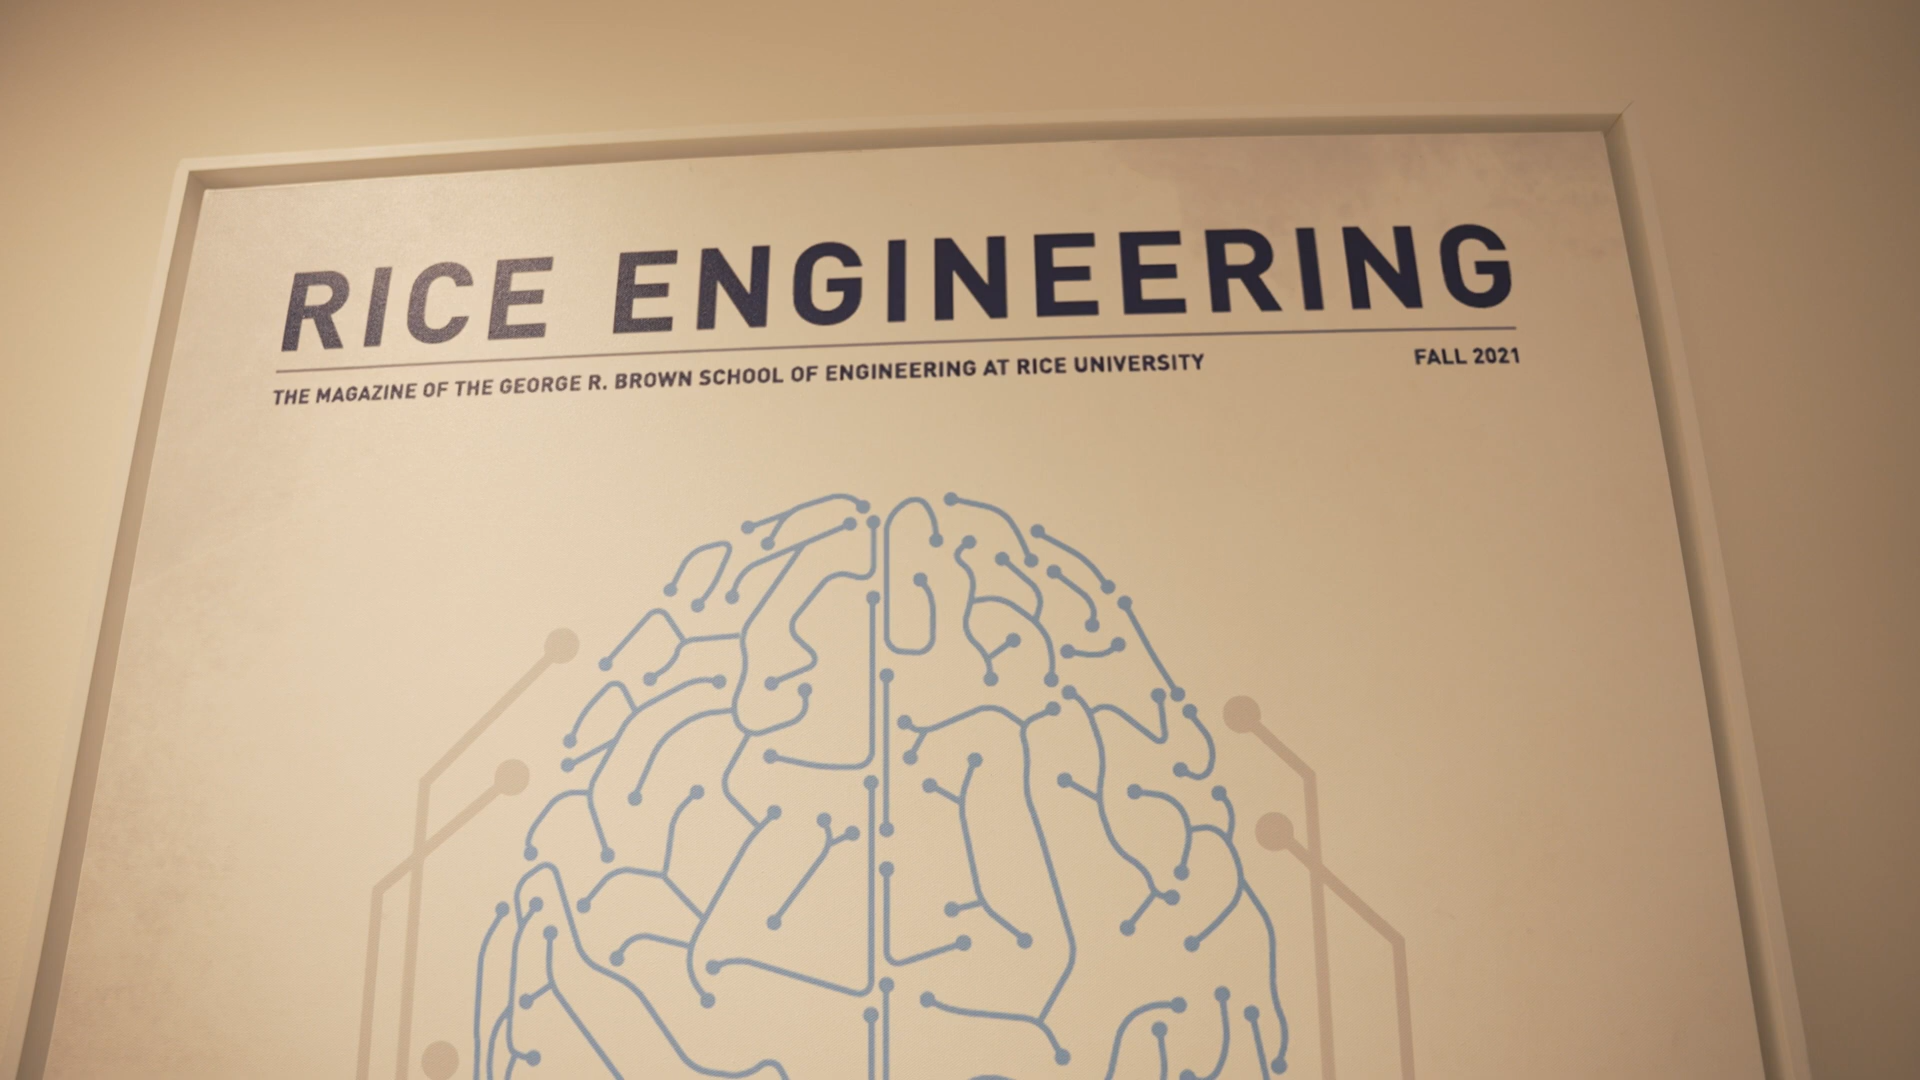 RICE ENGINEERING
THE MAGAZINE OF THE GEORGE R. BROWN SCHOOL OF ENGINEERING AT RICE UNIVERSITY
FALL 2021